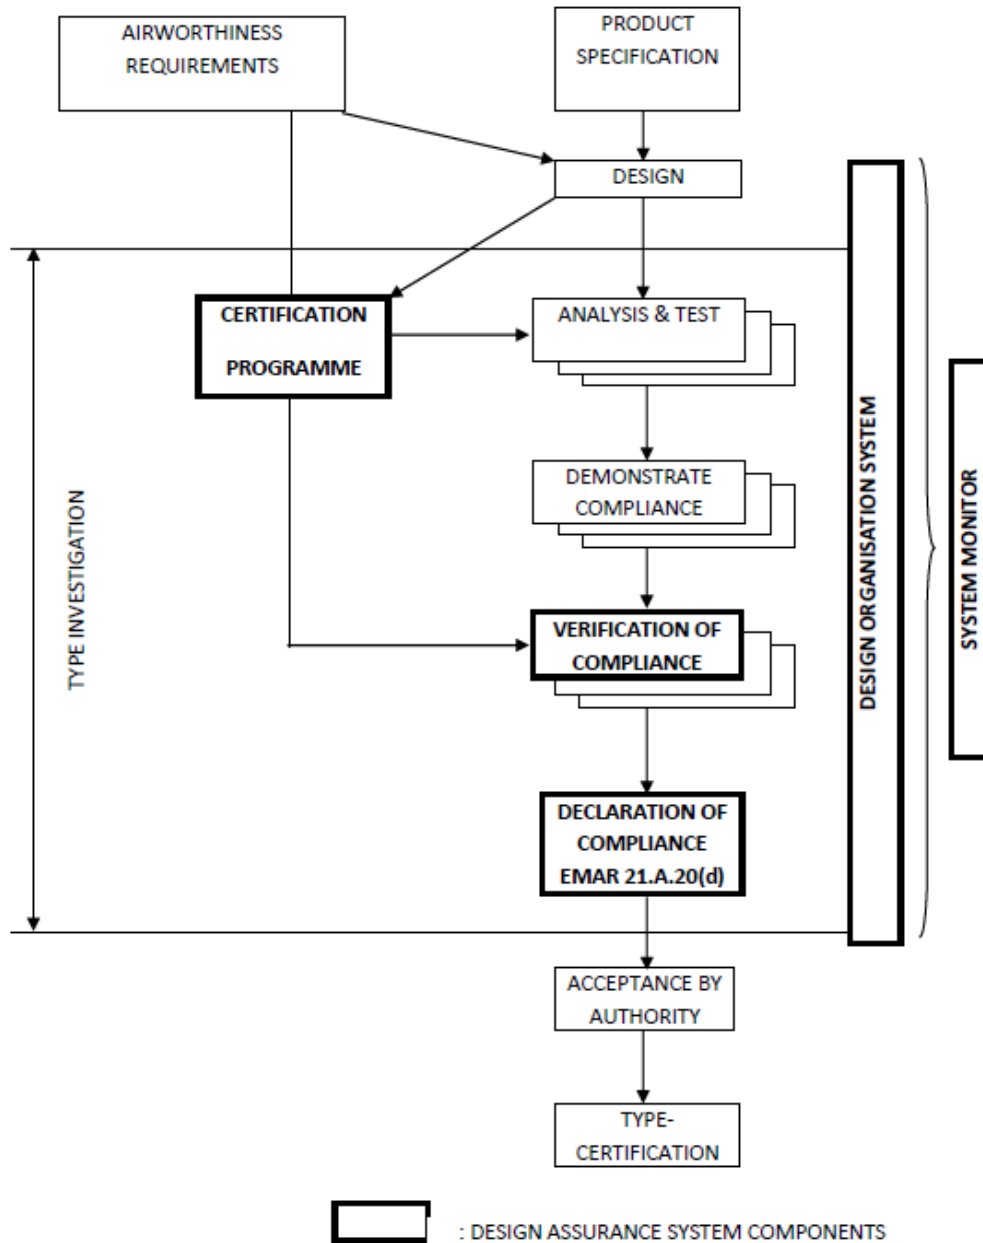 AIRWORTHINESS
REQUIREMENTS
PRODUCT
SPECIFICATION
DESIGN
CERTIFICATION
PROGRAMME
ANALYSIS & TEST
DEMONSTRATE
COMPLIANCE
VERIFICATION OF
COMPLIANCE
DECLARATION OF
COMPLIANCE
EMAR 21.A.20(d)
ACCEPTANCE BY
AUTHORITY
TYPE-
CERTIFICATION
TYPE INVESTIGATION
DESIGN ORGANISATION SYSTEM
SYSTEM MONITOR
: DESIGN ASSURANCE SYSTEM COMPONENTS